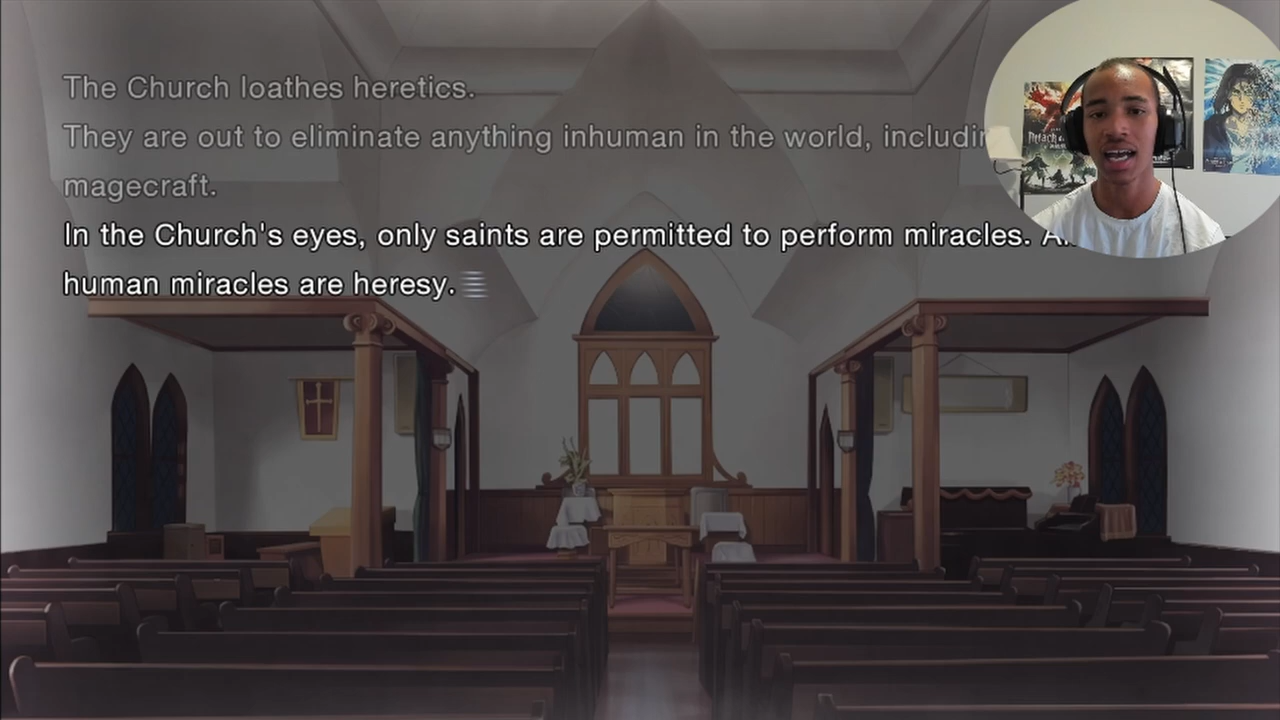 The Church loathes heretics.
They are out to eliminate anything inhuman in the world,
magecraft.
In the Church's eyes, only saints are permitted to perform miracles.
human miracles are heresy.